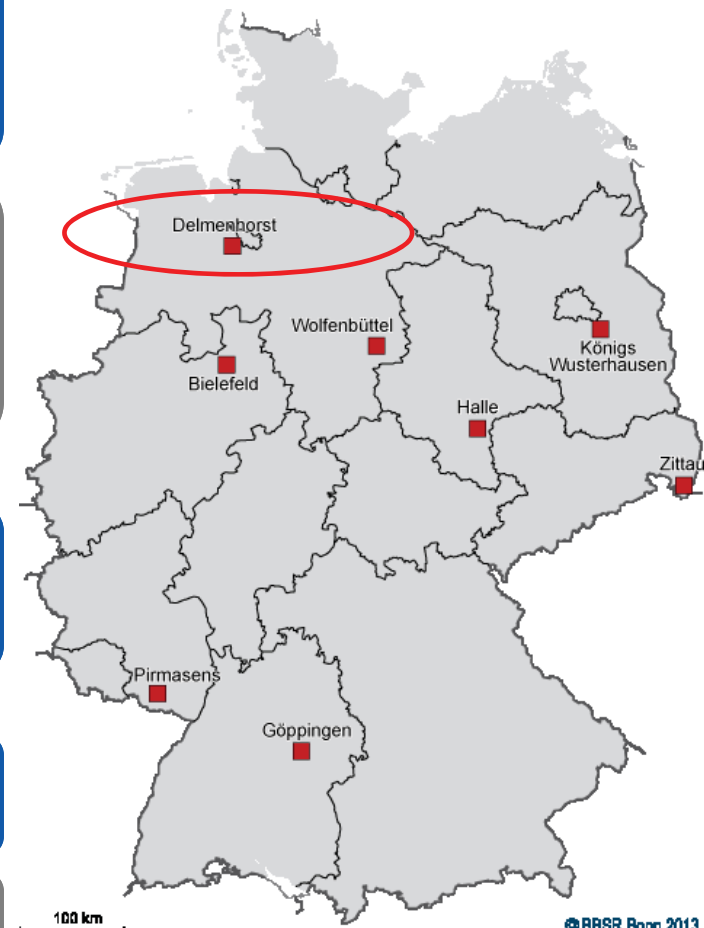 Delmenhorst
Wolfenbüttel
Königs
Wusterhausen
Bielefeld
Halle
Zittau
Pirmasens
Göppingen
100 km
© BBSR Bonn 2013